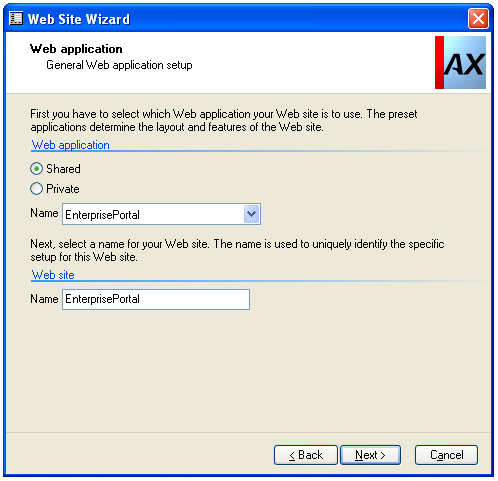 Web Site Wizard
Web application
General Web application setup
AX
First you have to select which Web application your Web site is to use. The preset
applications determine the layout and features of the Web site.
Web application
Shared
Private
Name EnterprisePortal
Next, select a name for your Web site. The name is used to uniquely identify the specific
setup for this Web site.
Web site
Name EnterprisePortal
< Back Next > Cancel